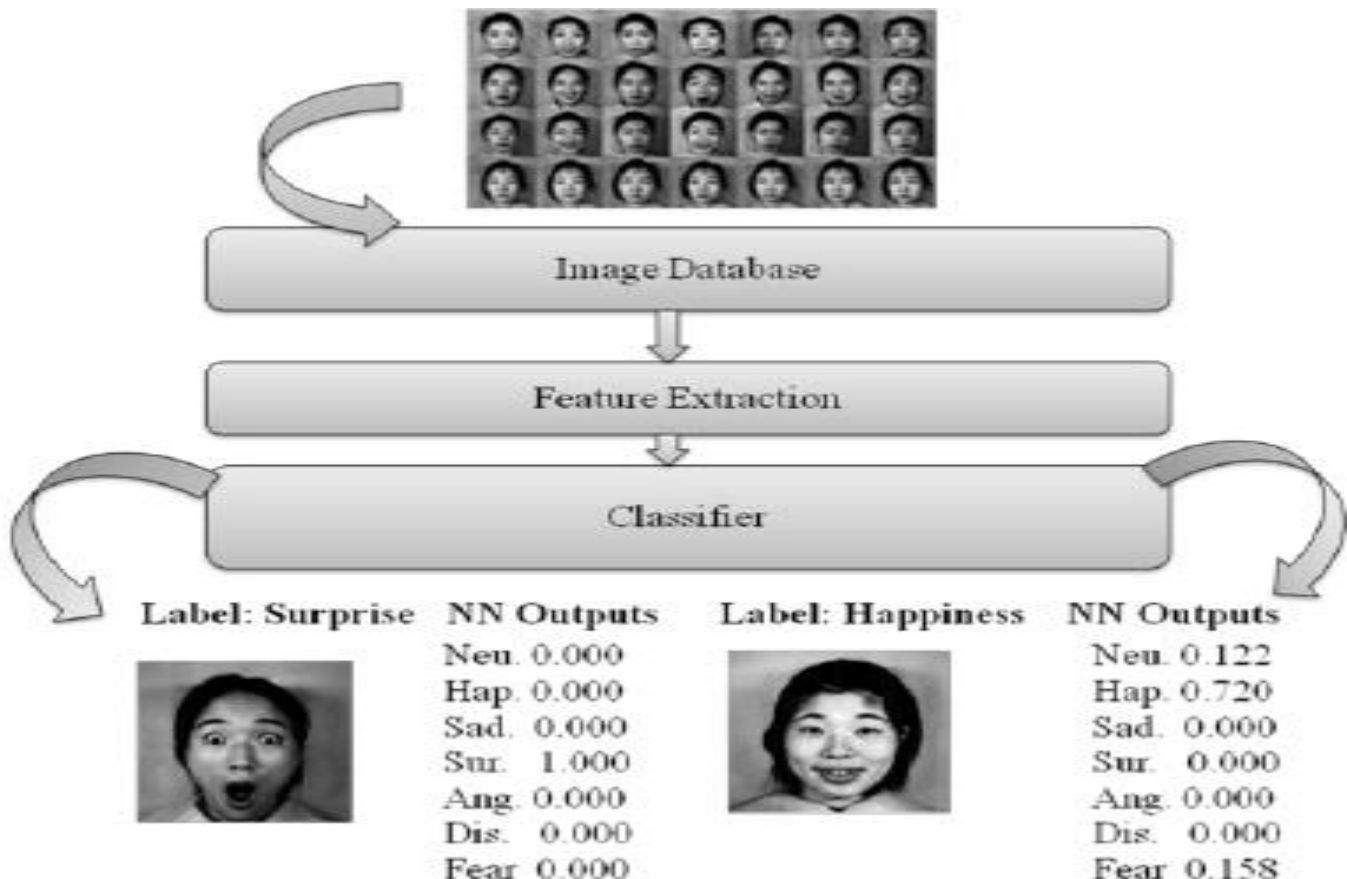 Image Database
Feature Extraction
Classifier
Label: Surprise
NN Outputs
Neu. 0.000
Hap. 0.000
Sad. 0.000
Sur. 1.000
Ang. 0.000
Dis. 0.000
Fear 0.000
Label: Happiness
NN Outputs
Neu. 0.122
Hap. 0.720
Sad. 0.000
Sur. 0.000
Ang. 0.000
Dis. 0.000
Fear 0.158